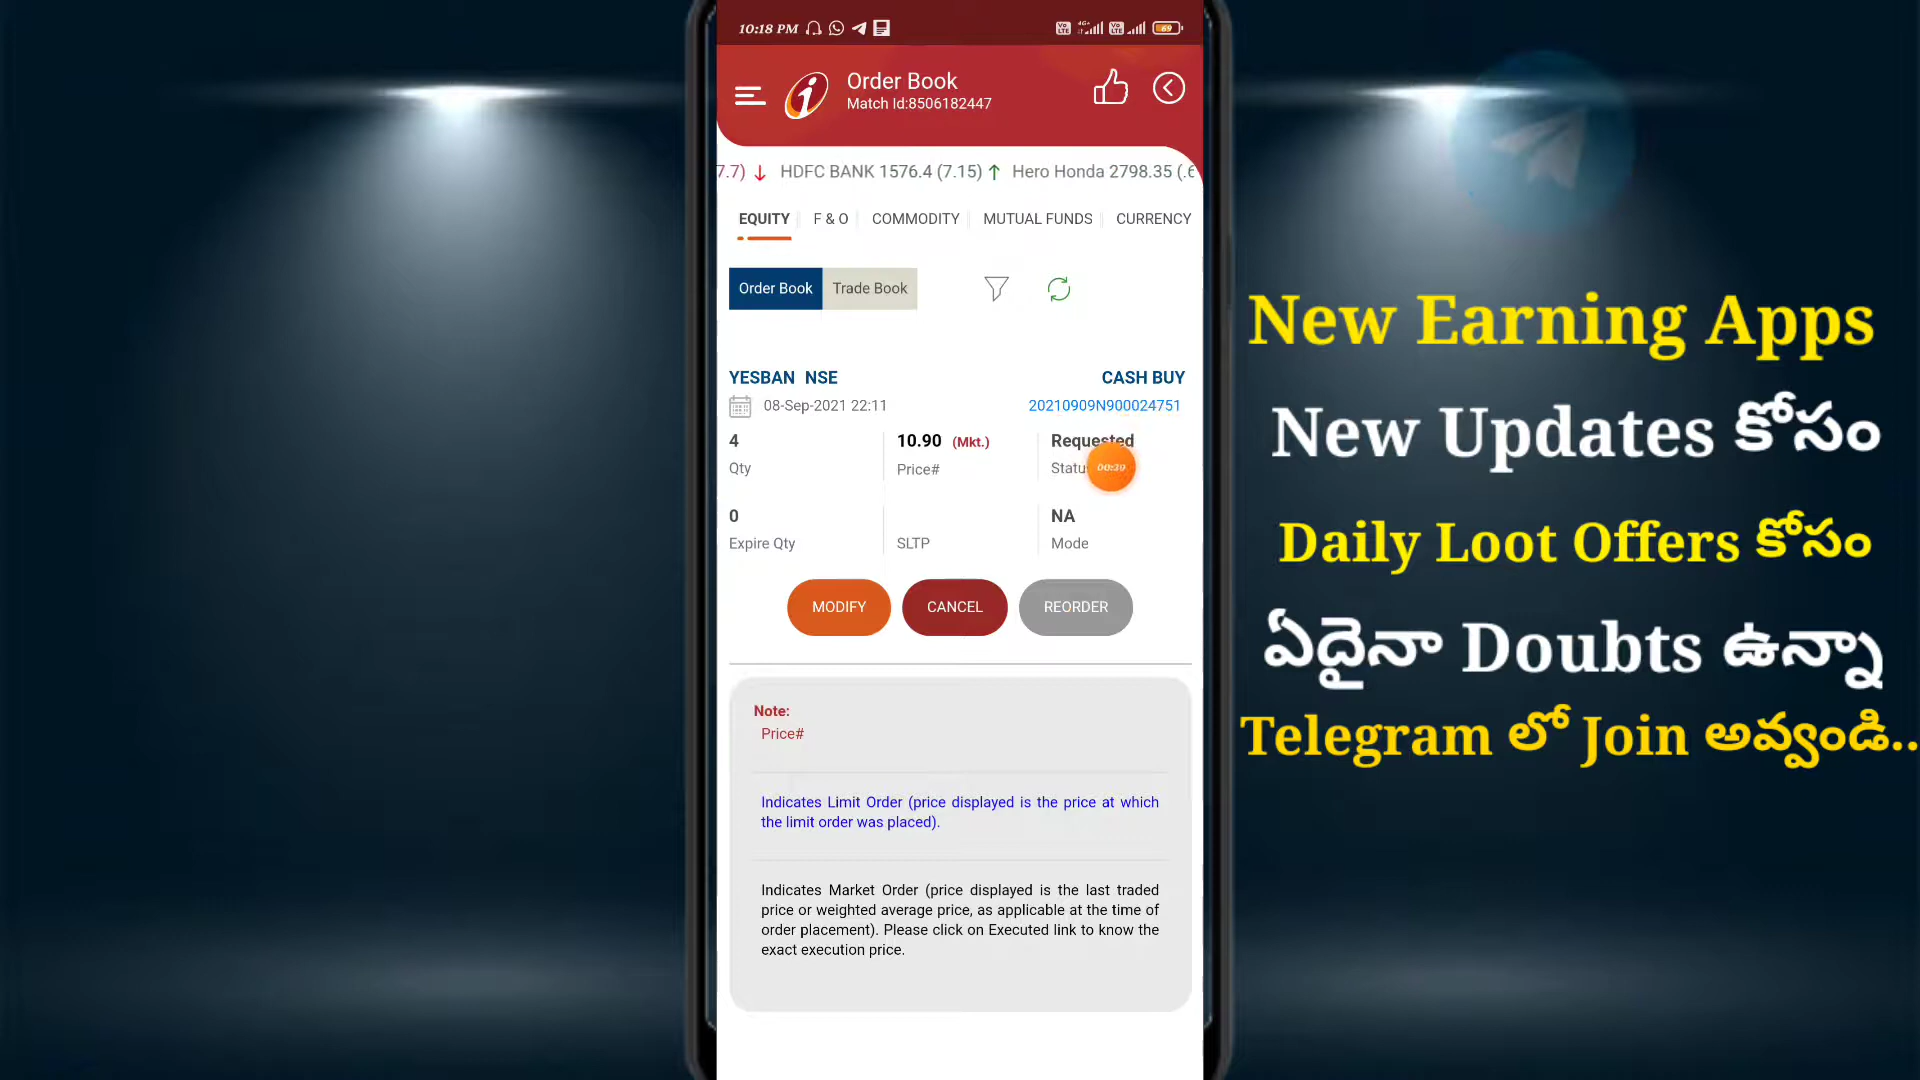 10:18 PM
Order Book
Match Id:8506182447
7.7) ↓ HDFC BANK 1576.4 (7.15) ↑ Hero Honda 2798.35 (.6
EQUITY F & O COMMODITY MUTUAL FUNDS CURRENCY
Order Book Trade Book
YESBAN NSE CASH BUY
08-Sep-2021 22:11 20210909N900024751
4 10.90 (Mkt.) Requested
Qty Price# Statu
00:39
0 NA
Expire Qty SLTP Mode
MODIFY CANCEL REORDER
Note:
Price#
Indicates Limit Order (price displayed is the price at which
the limit order was placed).
Indicates Market Order (price displayed is the last traded
price or weighted average price, as applicable at the time of
order placement). Please click on Executed link to know the
exact execution price.
New Earning Apps
New Updates కోసం
Daily Loot Offers కోసం
ఏదైనా Doubts ఉన్నా
Telegram లో Join అవ్వండి..